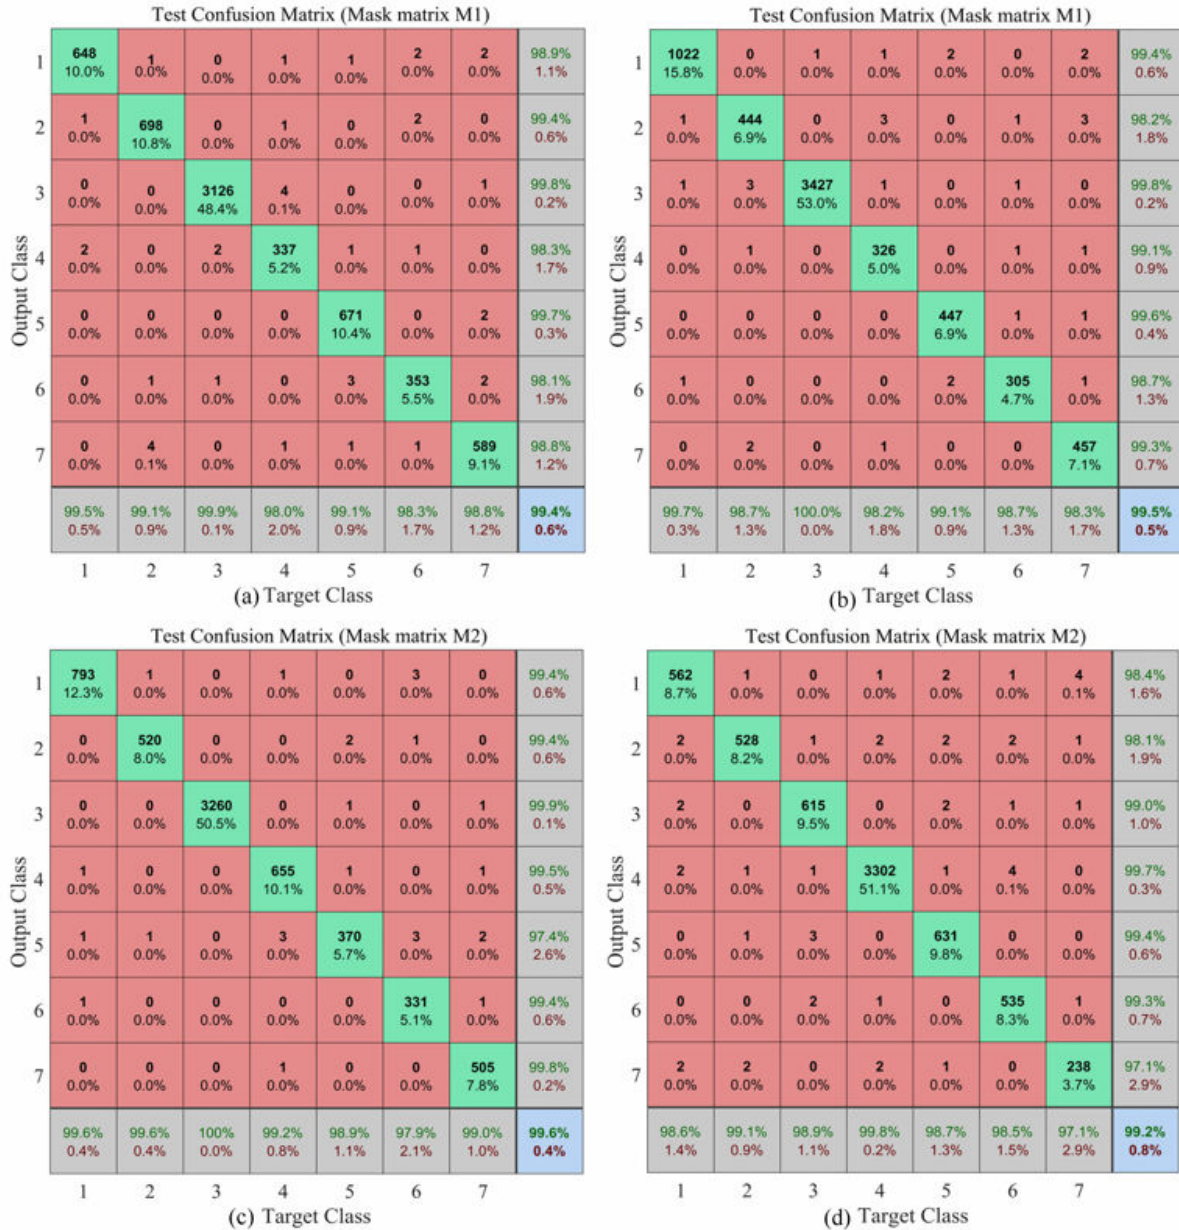 Test Confusion Matrix (Mask matrix M1)
1 648 1 0 1 1 2 2 98.9%
10.0% 0.0% 0.0% 0.0% 0.0% 0.0% 0.0% 1.1%
2 1 698 0 1 0 2 0 99.4%
0.0% 10.8% 0.0% 0.0% 0.0% 0.0% 0.0% 0.6%
3 0 0 3126 4 0 0 1 99.8%
0.0% 0.0% 48.4% 0.1% 0.0% 0.0% 0.0% 0.2%
4 2 0 2 337 1 1 0 98.3%
0.0% 0.0% 0.0% 5.2% 0.0% 0.0% 0.0% 1.7%
5 0 0 0 0 671 0 2 99.7%
0.0% 0.0% 0.0% 0.0% 10.4% 0.0% 0.0% 0.3%
6 0 1 1 0 3 353 2 98.1%
0.0% 0.0% 0.0% 0.0% 0.0% 5.5% 0.0% 1.9%
7 0 4 0 1 1 1 589 98.8%
0.0% 0.1% 0.0% 0.0% 0.0% 0.0% 9.1% 1.2%
99.5% 99.1% 99.9% 98.0% 99.1% 98.3% 98.8% 99.4%
0.5% 0.9% 0.1% 2.0% 0.9% 1.7% 1.2% 0.6%
1 2 3 4 5 6 7
Output Class
(a) Target Class
Test Confusion Matrix (Mask matrix M1)
1 1022 0 1 1 2 0 2 99.4%
15.8% 0.0% 0.0% 0.0% 0.0% 0.0% 0.0% 0.6%
2 1 444 0 3 0 1 3 98.2%
0.0% 6.9% 0.0% 0.0% 0.0% 0.0% 0.0% 1.8%
3 1 3 3427 1 0 1 0 99.8%
0.0% 0.0% 53.0% 0.0% 0.0% 0.0% 0.0% 0.2%
4 0 1 0 326 0 1 1 99.1%
0.0% 0.0% 0.0% 5.0% 0.0% 0.0% 0.0% 0.9%
5 0 0 0 0 447 1 1 99.6%
0.0% 0.0% 0.0% 0.0% 6.9% 0.0% 0.0% 0.4%
6 1 0 0 0 2 305 1 98.7%
0.0% 0.0% 0.0% 0.0% 0.0% 4.7% 0.0% 1.3%
7 0 2 0 1 0 0 457 99.3%
0.0% 0.0% 0.0% 0.0% 0.0% 0.0% 7.1% 0.7%
99.7% 98.7% 100.0% 98.2% 99.1% 98.7% 98.3% 99.5%
0.3% 1.3% 0.0% 1.8% 0.9% 1.3% 1.7% 0.5%
1 2 3 4 5 6 7
Output Class
(b) Target Class
Test Confusion Matrix (Mask matrix M2)
1 793 1 0 1 0 3 0 99.4%
12.3% 0.0% 0.0% 0.0% 0.0% 0.0% 0.0% 0.6%
2 0 520 0 0 2 1 0 99.4%
0.0% 8.0% 0.0% 0.0% 0.0% 0.0% 0.0% 0.6%
3 0 0 3260 0 1 0 1 99.9%
0.0% 0.0% 50.5% 0.0% 0.0% 0.0% 0.0% 0.1%
4 1 0 0 655 1 0 1 99.5%
0.0% 0.0% 0.0% 10.1% 0.0% 0.0% 0.0% 0.5%
5 1 1 0 3 370 3 2 97.4%
0.0% 0.0% 0.0% 0.0% 5.7% 0.0% 0.0% 2.6%
6 1 0 0 0 0 331 1 99.4%
0.0% 0.0% 0.0% 0.0% 0.0% 5.1% 0.0% 0.6%
7 0 0 0 1 0 0 505 99.8%
0.0% 0.0% 0.0% 0.0% 0.0% 0.0% 7.8% 0.2%
99.6% 99.6% 100% 99.2% 98.9% 97.9% 99.0% 99.6%
0.4% 0.4% 0.0% 0.8% 1.1% 2.1% 1.0% 0.4%
1 2 3 4 5 6 7
Output Class
(c) Target Class
Test Confusion Matrix (Mask matrix M2)
1 562 1 0 1 2 1 4 98.4%
8.7% 0.0% 0.0% 0.0% 0.0% 0.0% 0.1% 1.6%
2 2 528 1 2 2 2 1 98.1%
0.0% 8.2% 0.0% 0.0% 0.0% 0.0% 0.0% 1.9%
3 2 0 615 0 2 1 1 99.0%
0.0% 0.0% 9.5% 0.0% 0.0% 0.0% 0.0% 1.0%
4 2 1 1 3302 1 4 0 99.7%
0.0% 0.0% 0.0% 51.1% 0.0% 0.1% 0.0% 0.3%
5 0 1 3 0 631 0 0 99.4%
0.0% 0.0% 0.0% 0.0% 9.8% 0.0% 0.0% 0.6%
6 0 0 2 1 0 535 1 99.3%
0.0% 0.0% 0.0% 0.0% 0.0% 8.3% 0.0% 0.7%
7 2 2 0 2 1 0 238 97.1%
0.0% 0.0% 0.0% 0.0% 0.0% 0.0% 3.7% 2.9%
98.6% 99.1% 98.9% 99.8% 98.7% 98.5% 97.1% 99.2%
1.4% 0.9% 1.1% 0.2% 1.3% 1.5% 2.9% 0.8%
1 2 3 4 5 6 7
Output Class
(d) Target Class